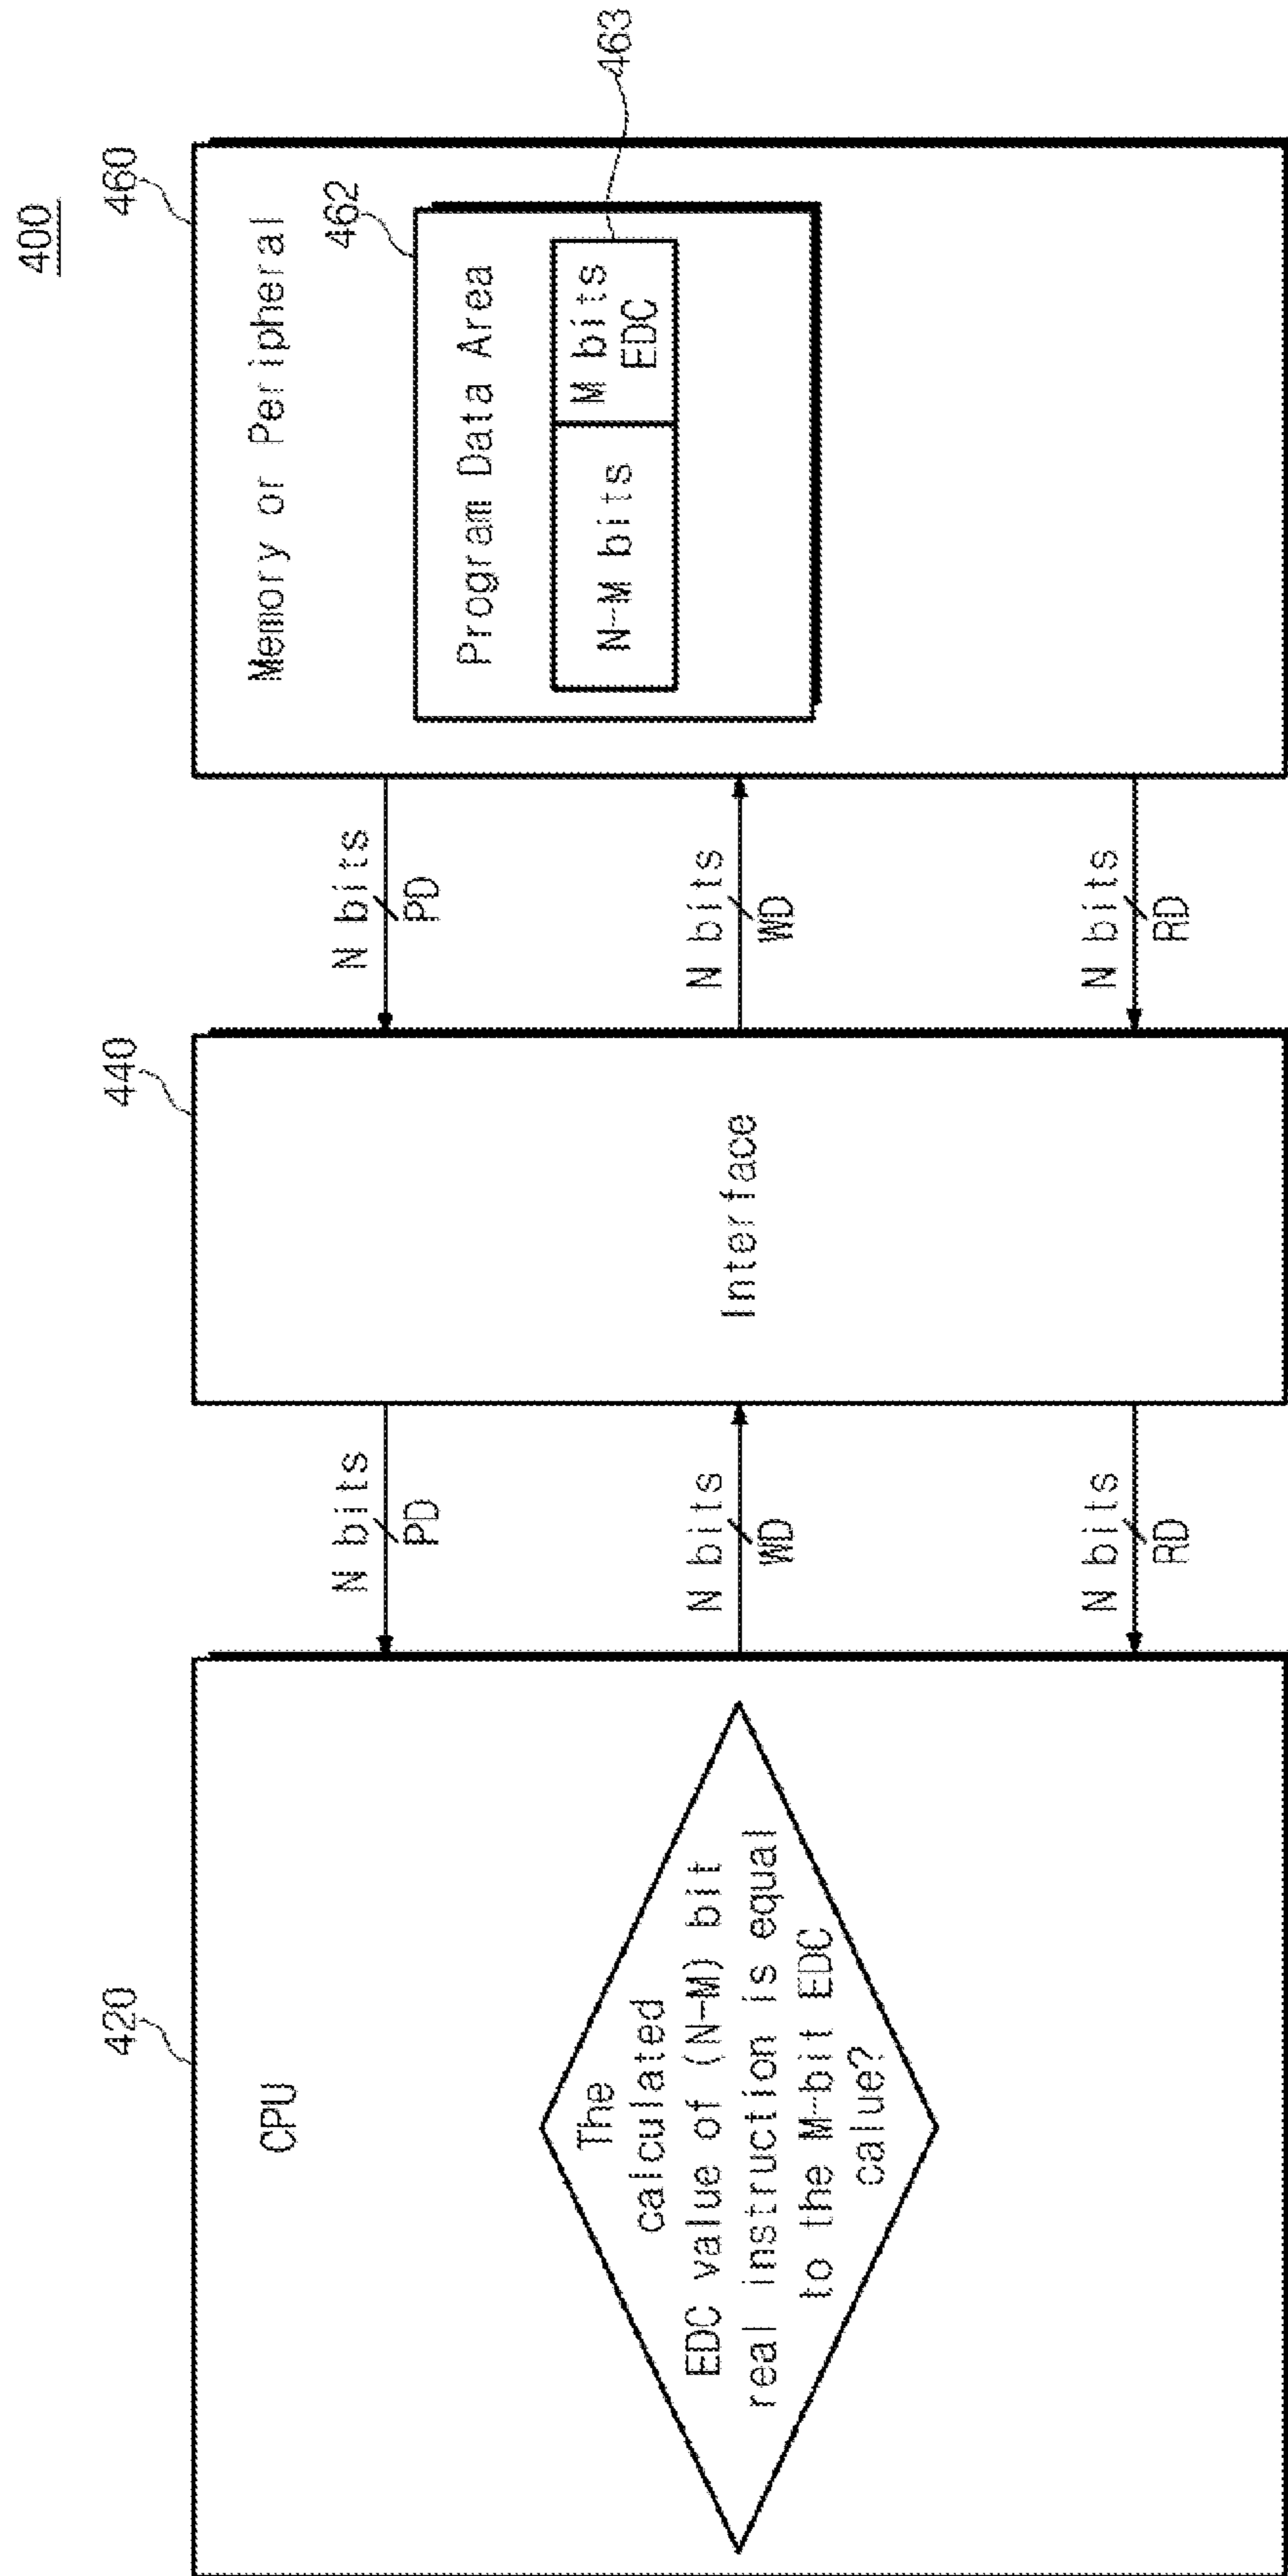 400
420
CPU
The
calculated
EDC value of (N-M) bit
real instruction is equal
to the M-bit EDC
calue?
N bits
PD
N bits
WD
N bits
RD
440
Interface
N bits
PD
N bits
WD
N bits
RD
460
Memory or Peripheral
462
Program Data Area
N-M bits
M bits
EDC
463